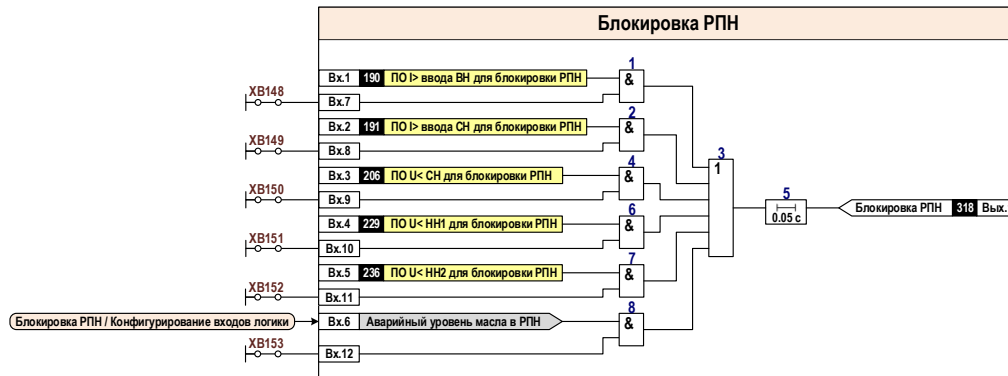 Блокировка РПН
1
Вх.1 190 ПО I> ввода ВН для блокировки РПН &
XB148
Вх.7
2
Вх.2 191 ПО I> ввода СН для блокировки РПН &
XB149
Вх.8
3
1
4
Вх.3 206 ПО U< СН для блокировки РПН &
XB150
Вх.9
5
0.05 с
Блокировка РПН 318 Вых.
6
Вх.4 229 ПО U< НН1 для блокировки РПН &
XB151
Вх.10
7
Вх.5 236 ПО U< НН2 для блокировки РПН &
XB152
Вх.11
8
Блокировка РПН / Конфигурирование входов логики
Вх.6 Аварийный уровень масла в РПН &
XB153
Вх.12